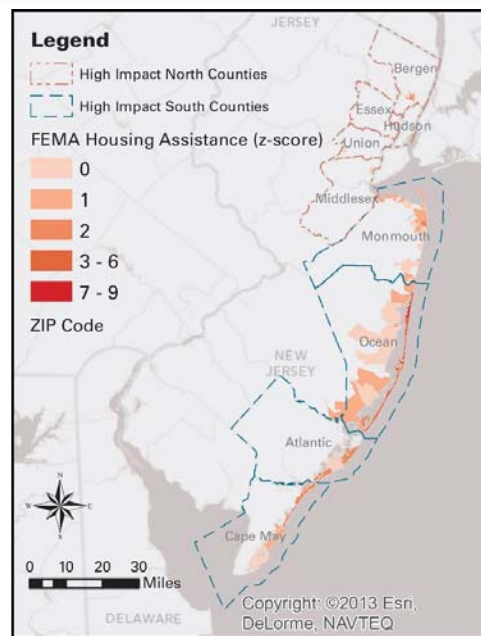 JERSEY
Legend
High Impact North Counties
High Impact South Counties
FEMA Housing Assistance (z-score)
0
1
2
3 - 6
7 - 9
ZIP Code
Bergen
Essex
Hudson
Union
Middlesex
Monmouth
Ocean
NEW
JERSEY
Atlantic
Cape May
N
W
E
S
0 5 10 20 30
Miles
DELAWARE
Copyright: ©2013 Esri,
DeLorme, NAVTEQ